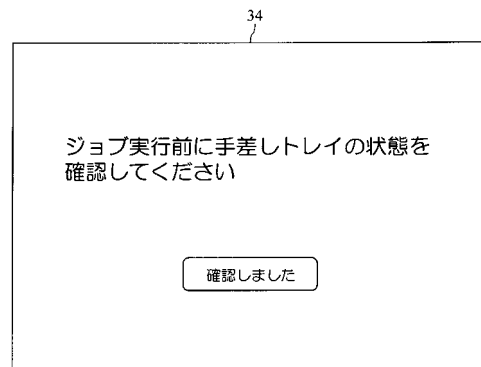 34
ジョブ実行前に手差しトレイの状態を
確認してください
確認しました